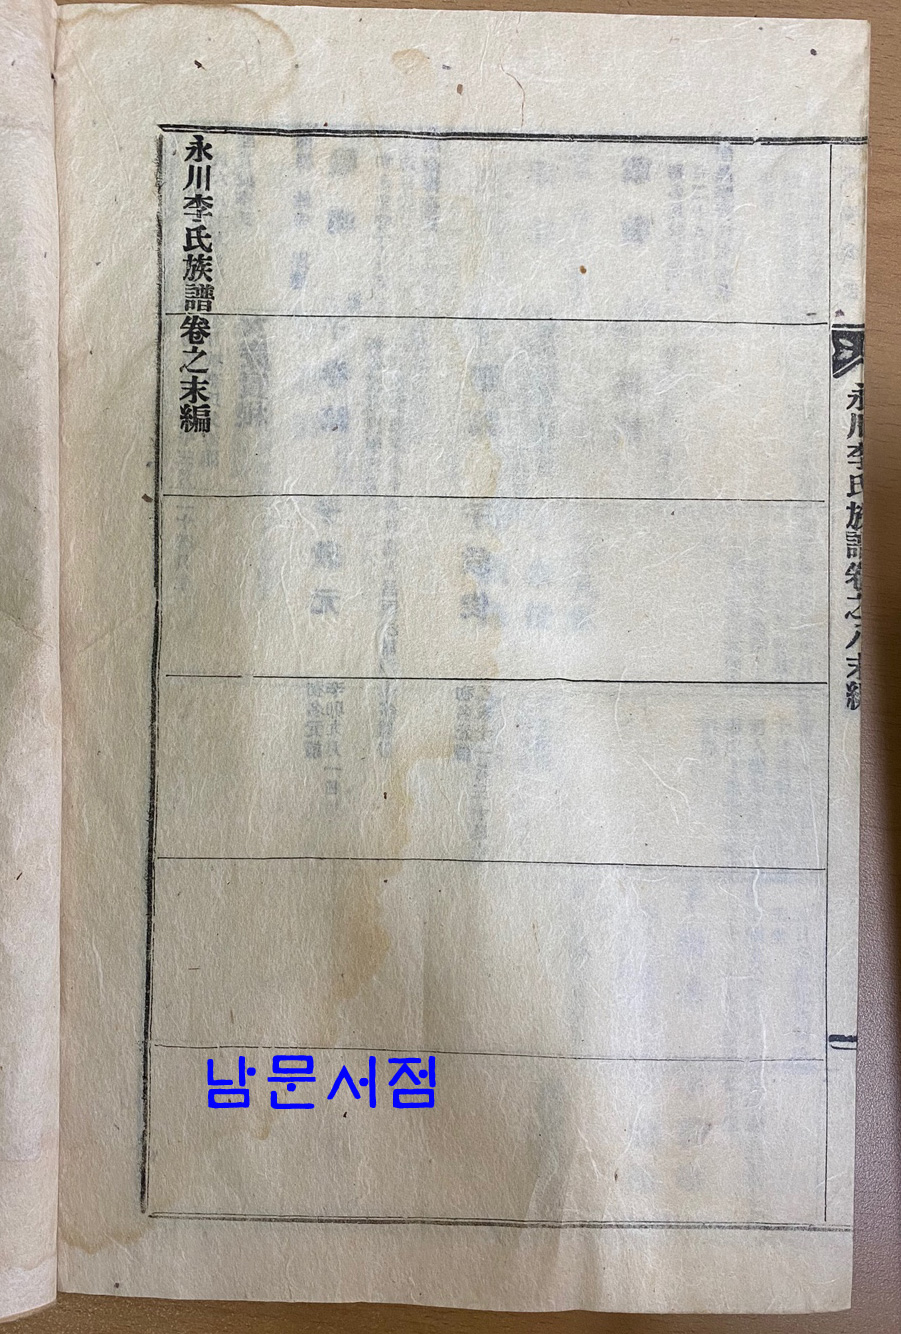 永川李氏族譜卷之八末編
永川李氏族譜卷之末編
남문서점